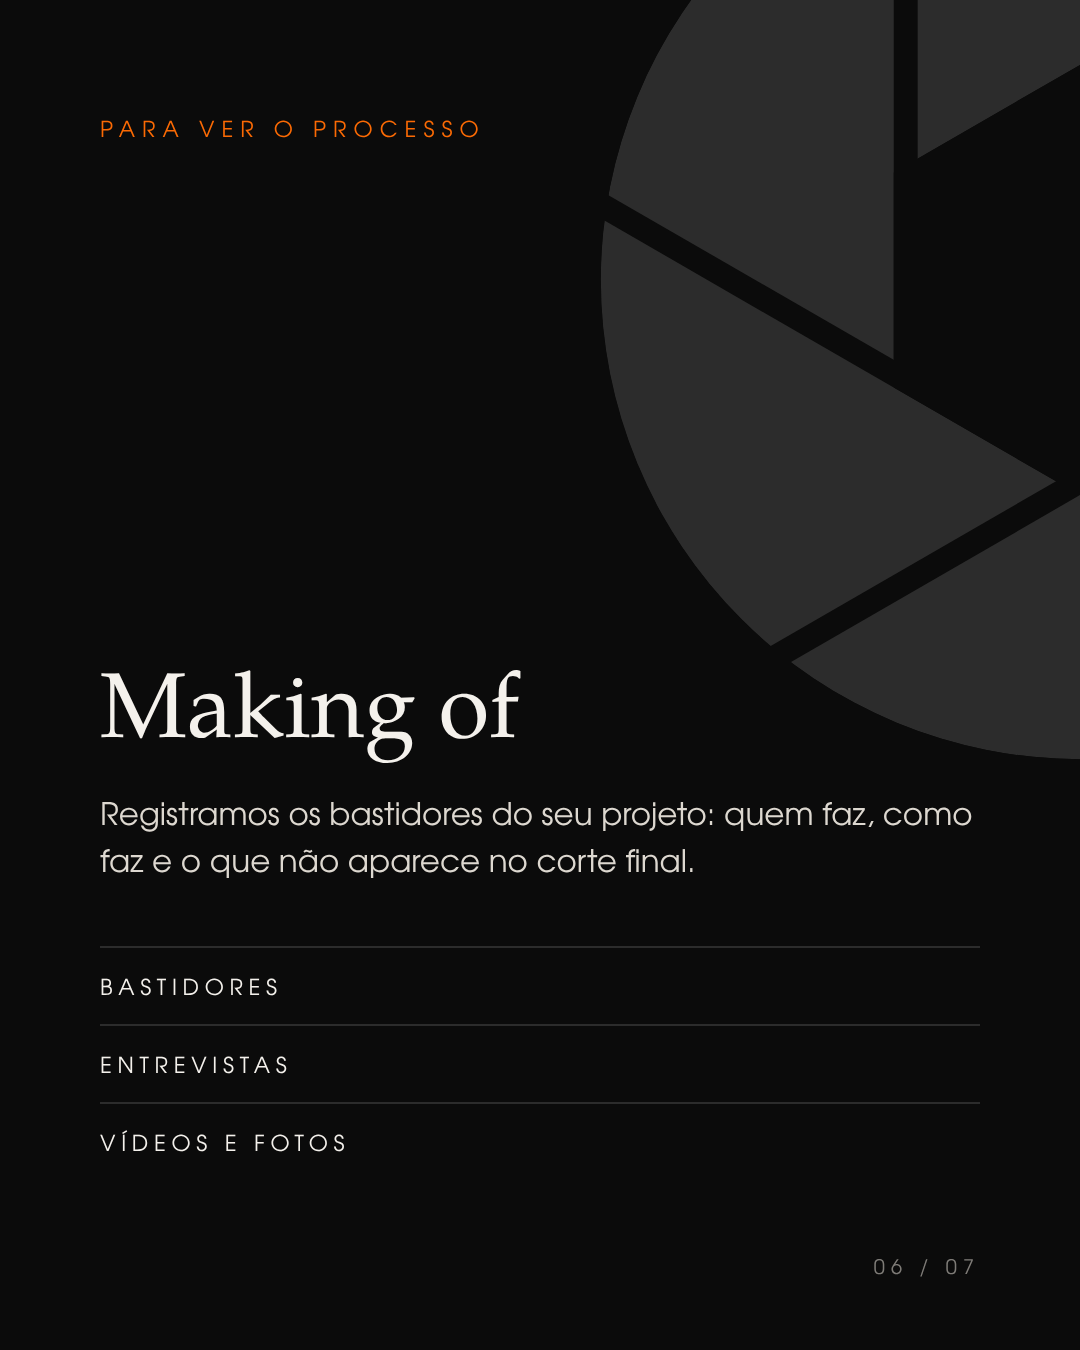 PARA VER O PROCESSO
Making of
Registramos os bastidores do seu projeto: quem faz, como
faz e o que não aparece no corte final.
BASTIDORES
ENTREVISTAS
VÍDEOS E FOTOS
06 / 07